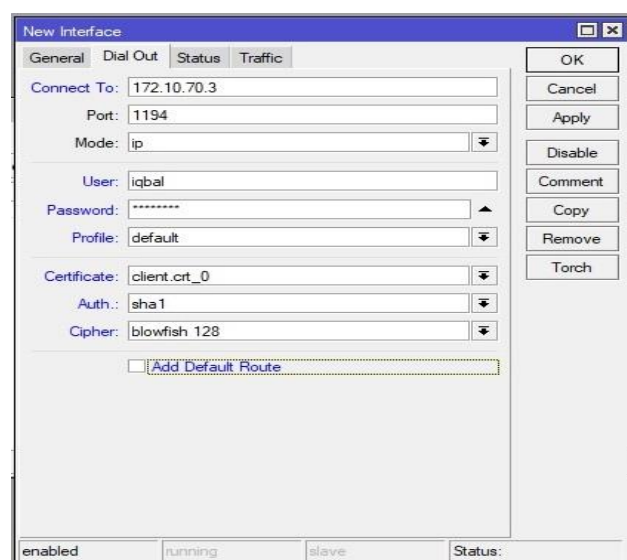 New Interface
General Dial Out Status Traffic
OK
Connect To: 172.10.70.3
Cancel
Port: 1194
Apply
Mode: ip
Disable
User: iqbal
Comment
Password: ********
Copy
Profile: default
Remove
Certificate: client.crt_0
Torch
Auth.: sha1
Cipher: blowfish 128
Add Default Route
enabled running slave Status: